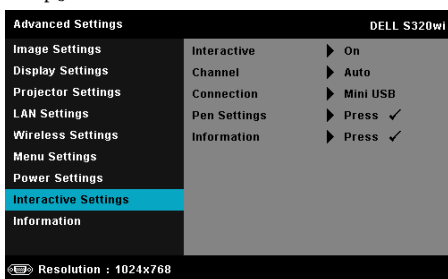 Advanced Settings DELL S320wi
Image Settings Interactive On
Display Settings Channel Auto
Projector Settings Connection Mini USB
LAN Settings Pen Settings Press ✓
Wireless Settings Information Press ✓
Menu Settings
Power Settings
Interactive Settings
Information
Resolution : 1024x768